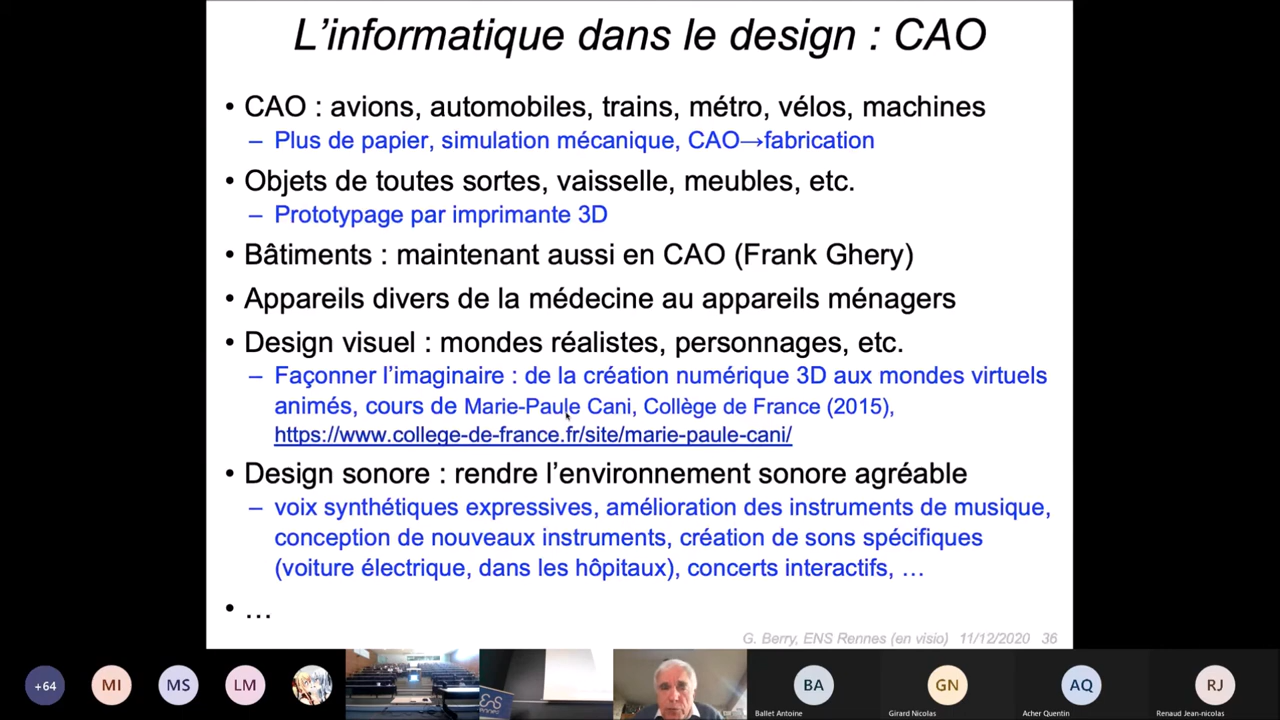 L'informatique dans le design : CAO
• CAO : avions, automobiles, trains, métro, vélos, machines
– Plus de papier, simulation mécanique, CAO→fabrication
• Objets de toutes sortes, vaisselle, meubles, etc.
– Prototypage par imprimante 3D
• Bâtiments : maintenant aussi en CAO (Frank Ghery)
• Appareils divers de la médecine au appareils ménagers
• Design visuel : mondes réalistes, personnages, etc.
– Façonner l'imaginaire : de la création numérique 3D aux mondes virtuels
animés, cours de Marie-Paule Cani, Collège de France (2015),
https://www.college-de-france.fr/site/marie-paule-cani/
• Design sonore : rendre l'environnement sonore agréable
– voix synthétiques expressives, amélioration des instruments de musique,
conception de nouveaux instruments, création de sons spécifiques
(voiture électrique, dans les hôpitaux), concerts interactifs, …
• …
G. Berry, ENS Rennes (en visio) 11/12/2020 36
+64 MI MS LM BA GN AQ RJ
Ballet Antoine Girard Nicolas Acher Quentin Renaud Jean-nicolas